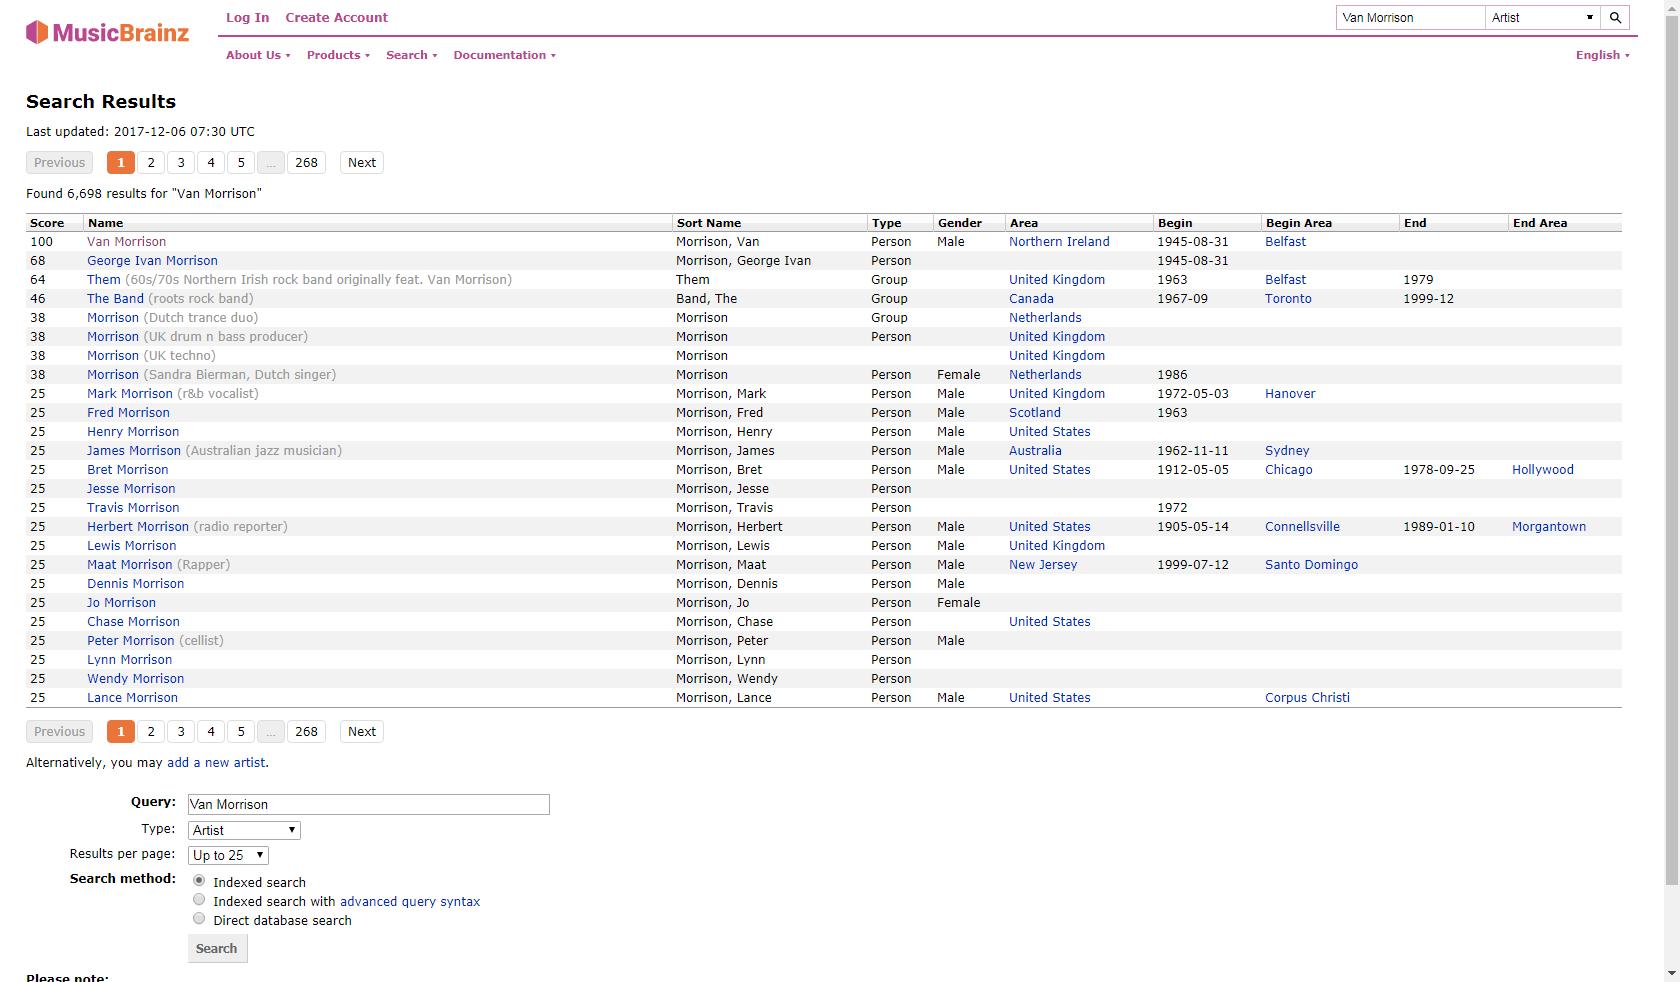 MusicBrainz
Log In Create Account
Van Morrison Artist
About Us Products Search Documentation English
Search Results
Last updated: 2017-12-06 07:30 UTC
Previous 1 2 3 4 5 ... 268 Next
Found 6,698 results for "Van Morrison"
Score Name Sort Name Type Gender Area Begin Begin Area End End Area
100 Van Morrison Morrison, Van Person Male Northern Ireland 1945-08-31 Belfast
68 George Ivan Morrison Morrison, George Ivan Person 1945-08-31
64 Them (60s/70s Northern Irish rock band originally feat. Van Morrison) Them Group United Kingdom 1963 Belfast 1979
46 The Band (roots rock band) Band, The Group Canada 1967-09 Toronto 1999-12
38 Morrison (Dutch trance duo) Morrison Group Netherlands
38 Morrison (UK drum n bass producer) Morrison Person United Kingdom
38 Morrison (UK techno) Morrison United Kingdom
38 Morrison (Sandra Bierman, Dutch singer) Morrison Person Female Netherlands 1986
25 Mark Morrison (r&b vocalist) Morrison, Mark Person Male United Kingdom 1972-05-03 Hanover
25 Fred Morrison Morrison, Fred Person Male Scotland 1963
25 Henry Morrison Morrison, Henry Person Male United States
25 James Morrison (Australian jazz musician) Morrison, James Person Male Australia 1962-11-11 Sydney
25 Bret Morrison Morrison, Bret Person Male United States 1912-05-05 Chicago 1978-09-25 Hollywood
25 Jesse Morrison Morrison, Jesse Person
25 Travis Morrison Morrison, Travis Person 1972
25 Herbert Morrison (radio reporter) Morrison, Herbert Person Male United States 1905-05-14 Connellsville 1989-01-10 Morgantown
25 Lewis Morrison Morrison, Lewis Person Male United Kingdom
25 Maat Morrison (Rapper) Morrison, Maat Person Male New Jersey 1999-07-12 Santo Domingo
25 Dennis Morrison Morrison, Dennis Person Male
25 Jo Morrison Morrison, Jo Person Female
25 Chase Morrison Morrison, Chase Person United States
25 Peter Morrison (cellist) Morrison, Peter Person Male
25 Lynn Morrison Morrison, Lynn Person
25 Wendy Morrison Morrison, Wendy Person
25 Lance Morrison Morrison, Lance Person Male United States Corpus Christi
Previous 1 2 3 4 5 ... 268 Next
Alternatively, you may add a new artist.
Query: Van Morrison
Type: Artist
Results per page: Up to 25
Search method: Indexed search
Indexed search with advanced query syntax
Direct database search
Search
Please note: